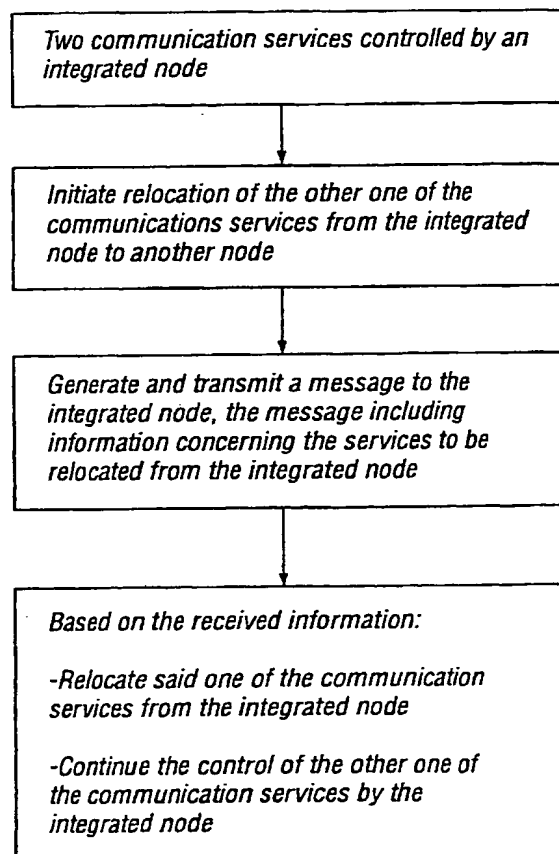 Two communication services controlled by an
integrated node
Initiate relocation of the other one of the
communications services from the integrated
node to another node
Generate and transmit a message to the
integrated node, the message including
information concerning the services to be
relocated from the integrated node
Based on the received information:
-Relocate said one of the communication
services from the integrated node
-Continue the control of the other one of
the communication services by the
integrated node